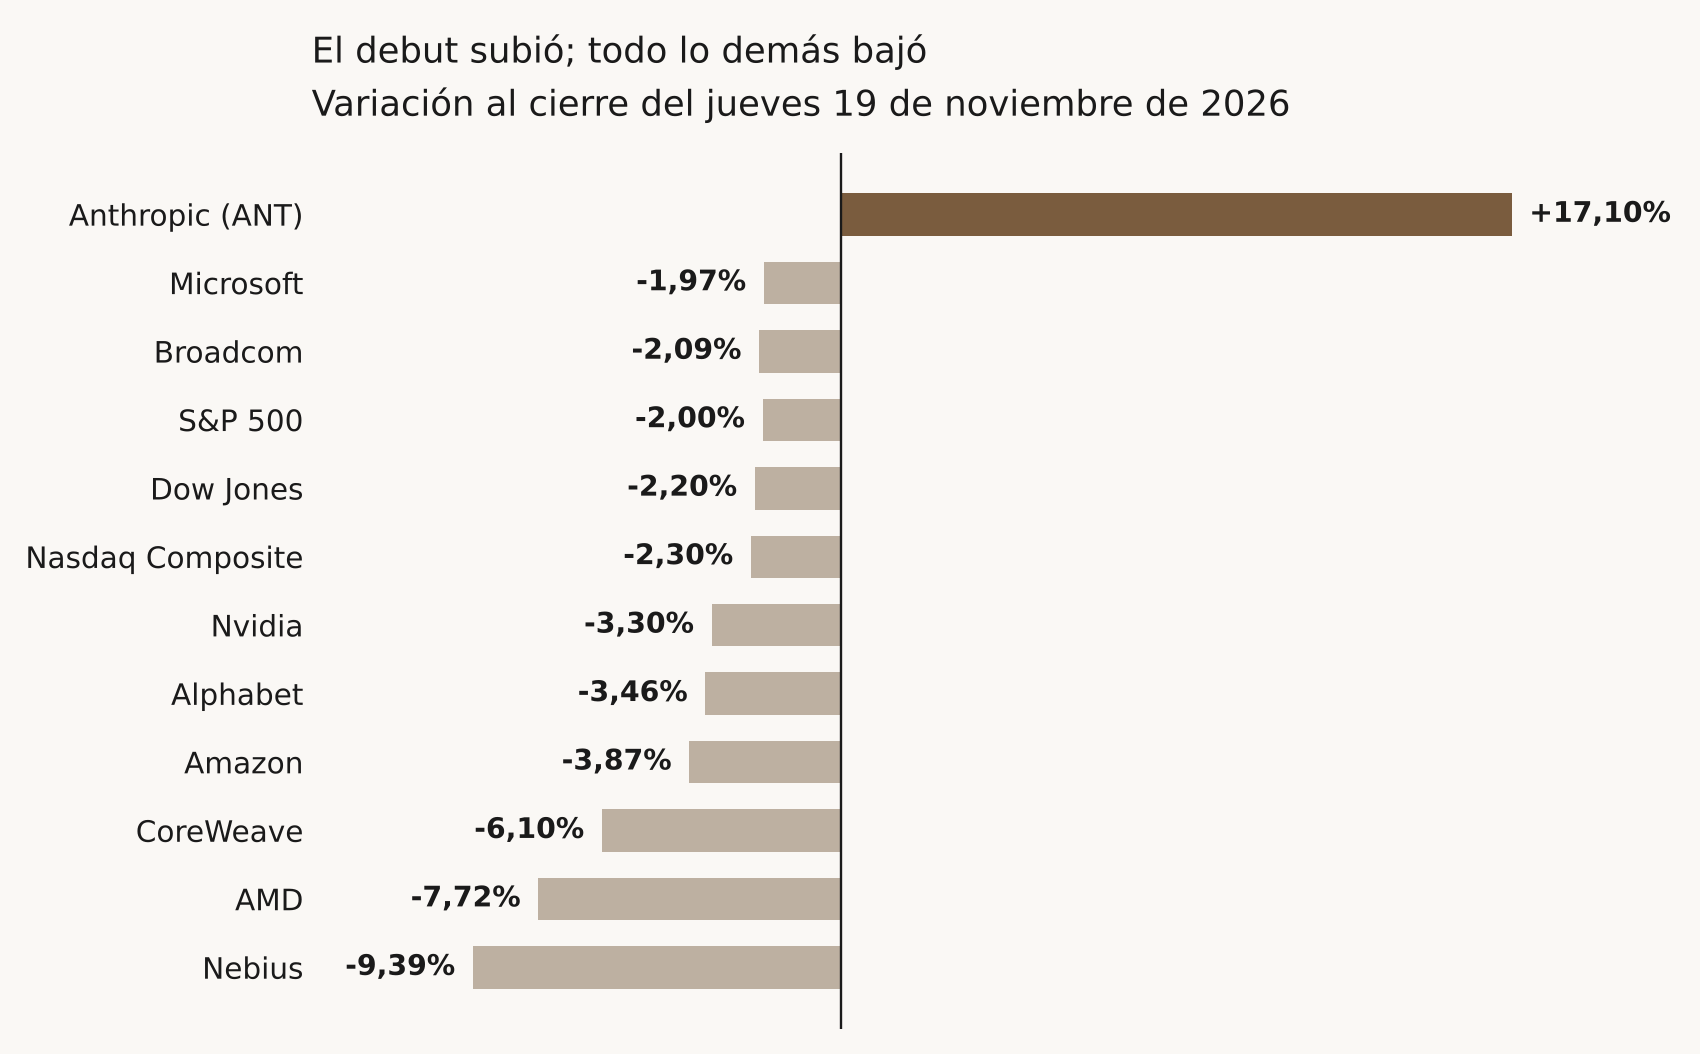 El debut subió; todo lo demás bajó
Variación al cierre del jueves 19 de noviembre de 2026
Anthropic (ANT) +17,10%
Microsoft -1,97%
Broadcom -2,09%
S&P 500 -2,00%
Dow Jones -2,20%
Nasdaq Composite -2,30%
Nvidia -3,30%
Alphabet -3,46%
Amazon -3,87%
CoreWeave -6,10%
AMD -7,72%
Nebius -9,39%